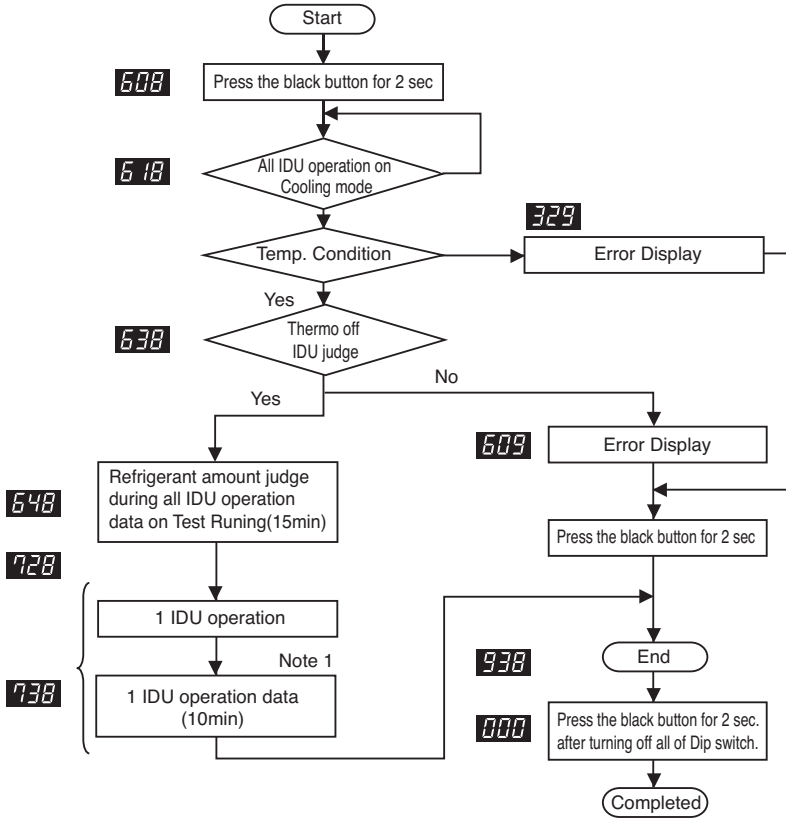 Start
608
Press the black button for 2 sec
618
All IDU operation on
Cooling mode
329
Temp. Condition
Error Display
Yes
638
Thermo off
IDU judge
No
Yes
609
Error Display
648
Refrigerant amount judge
during all IDU operation
data on Test Runing(15min)
Press the black button for 2 sec
728
1 IDU operation
Note 1
938
End
738
1 IDU operation data
(10min)
000
Press the black button for 2 sec.
after turning off all of Dip switch.
Completed